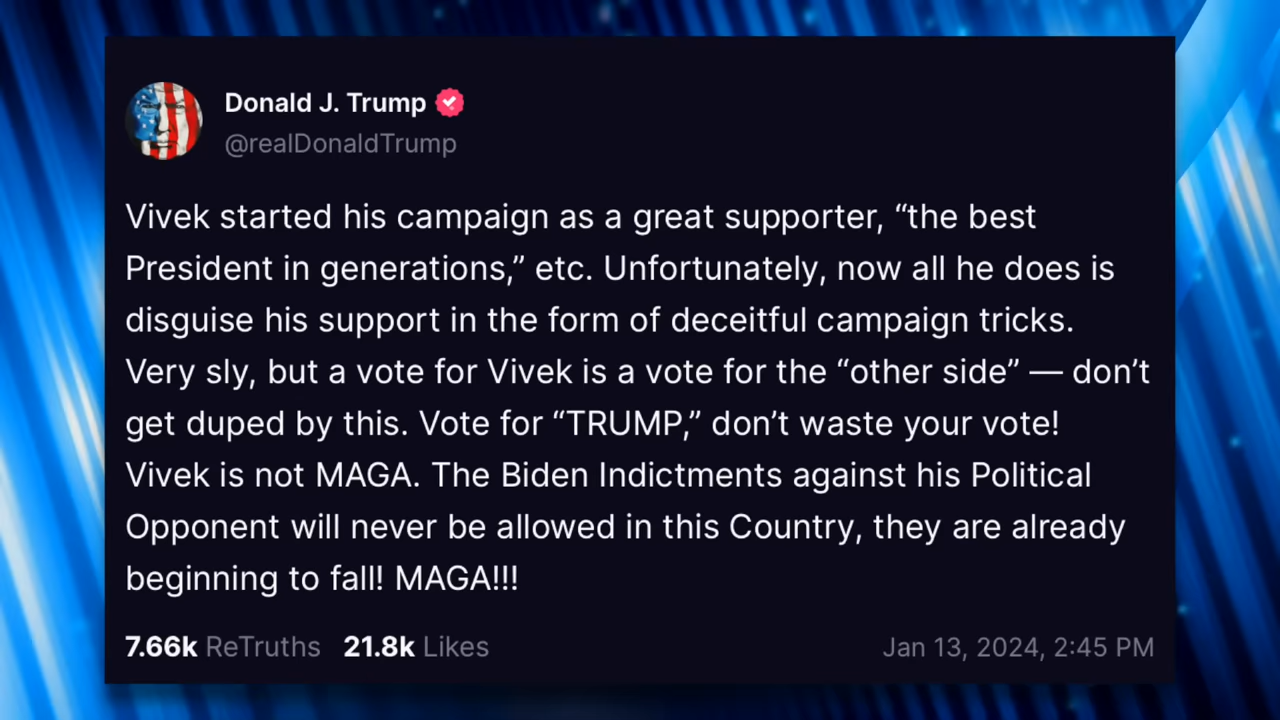 Donald J. Trump
@realDonaldTrump
Vivek started his campaign as a great supporter, “the best
President in generations,” etc. Unfortunately, now all he does is
disguise his support in the form of deceitful campaign tricks.
Very sly, but a vote for Vivek is a vote for the “other side” — don’t
get duped by this. Vote for “TRUMP,” don’t waste your vote!
Vivek is not MAGA. The Biden Indictments against his Political
Opponent will never be allowed in this Country, they are already
beginning to fall! MAGA!!!
7.66k ReTruths 21.8k Likes Jan 13, 2024, 2:45 PM